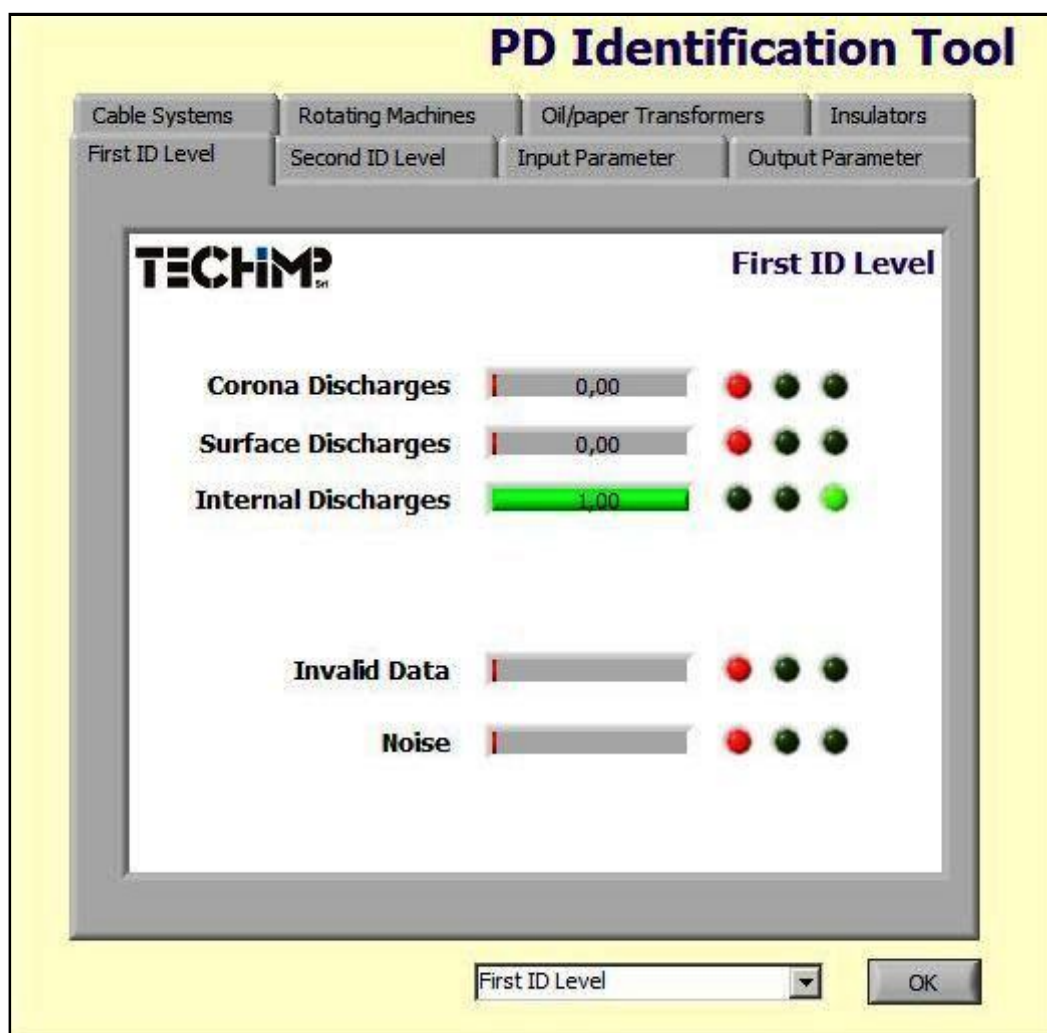 PD Identification Tool
Cable Systems Rotating Machines Oil/paper Transformers Insulators
First ID Level Second ID Level Input Parameter Output Parameter
TECHIMP Srl First ID Level
Corona Discharges 0,00
Surface Discharges 0,00
Internal Discharges 1,00
Invalid Data
Noise
First ID Level OK